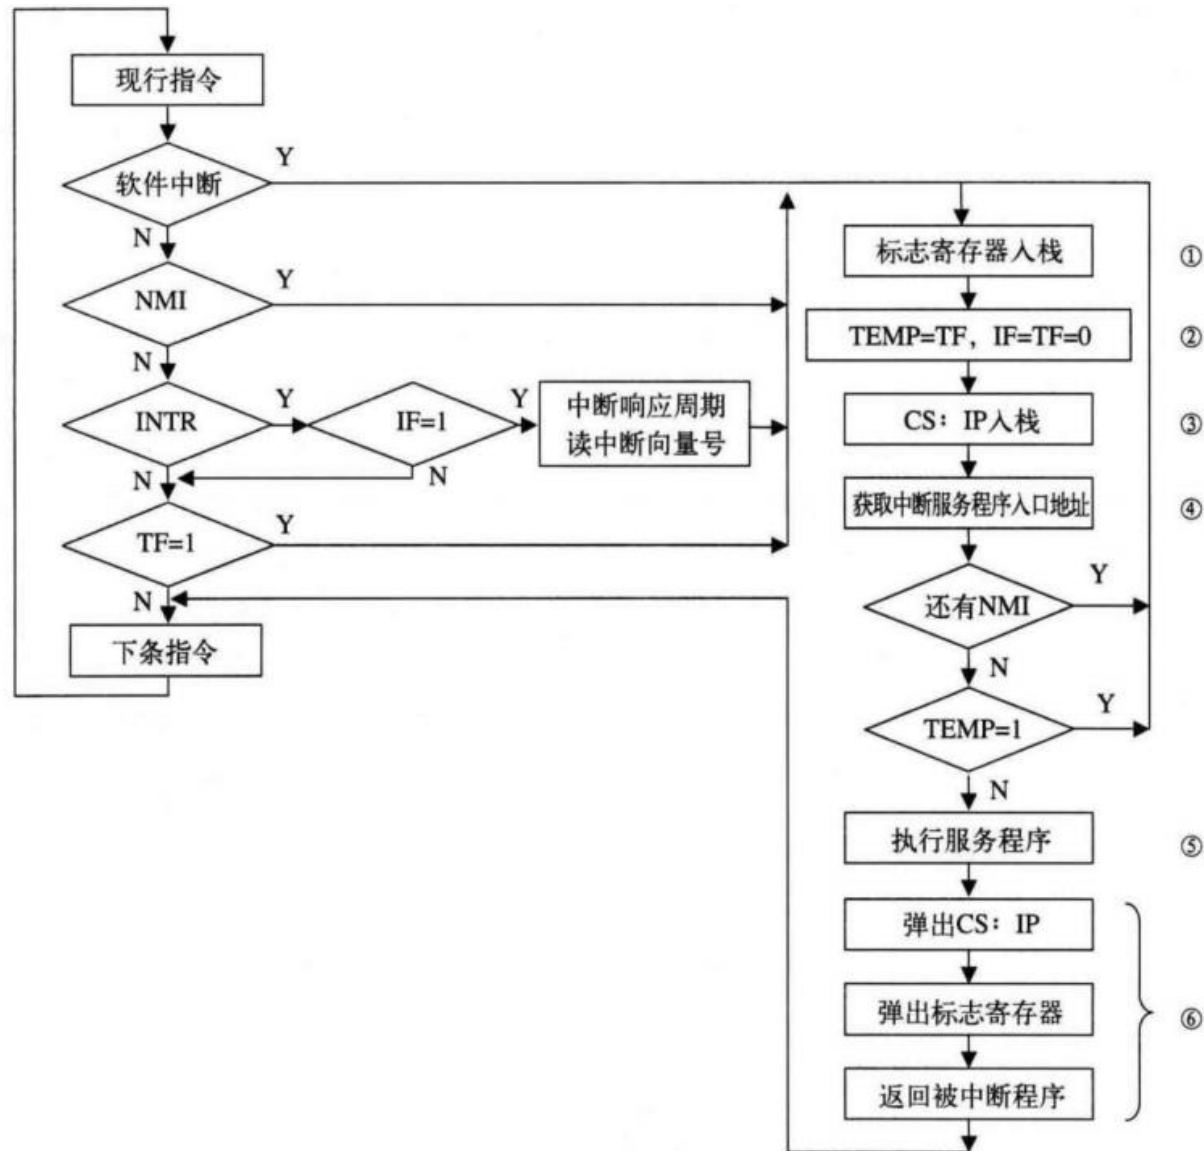 现行指令
软件中断
Y
N
NMI
Y
N
INTR
Y
IF=1
Y
中断响应周期
读中断向量号
N
N
TF=1
Y
N
下条指令
标志寄存器入栈
①
TEMP=TF，IF=TF=0
②
CS：IP入栈
③
获取中断服务程序入口地址
④
还有NMI
Y
N
TEMP=1
Y
N
执行服务程序
⑤
弹出CS：IP
弹出标志寄存器
⑥
返回被中断程序